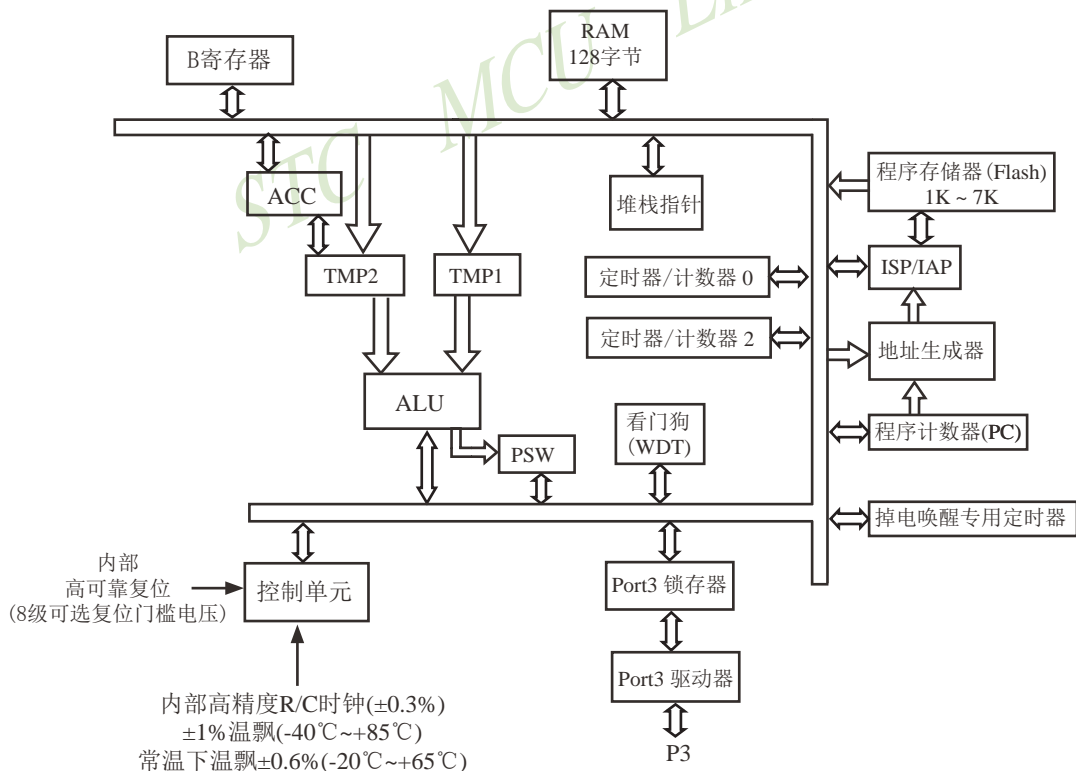 STC MCU
B寄存器
RAM
128字节
ACC
堆栈指针
程序存储器(Flash)
1K ~ 7K
TMP2
TMP1
定时器/计数器 0
ISP/IAP
定时器/计数器 2
地址生成器
ALU
看门狗
(WDT)
程序计数器(PC)
PSW
掉电唤醒专用定时器
内部
高可靠复位
(8级可选复位门槛电压)
控制单元
Port3 锁存器
内部高精度R/C时钟(±0.3%)
±1%温飘(-40℃~+85℃)
常温下温飘±0.6%(-20℃~+65℃)
Port3 驱动器
P3